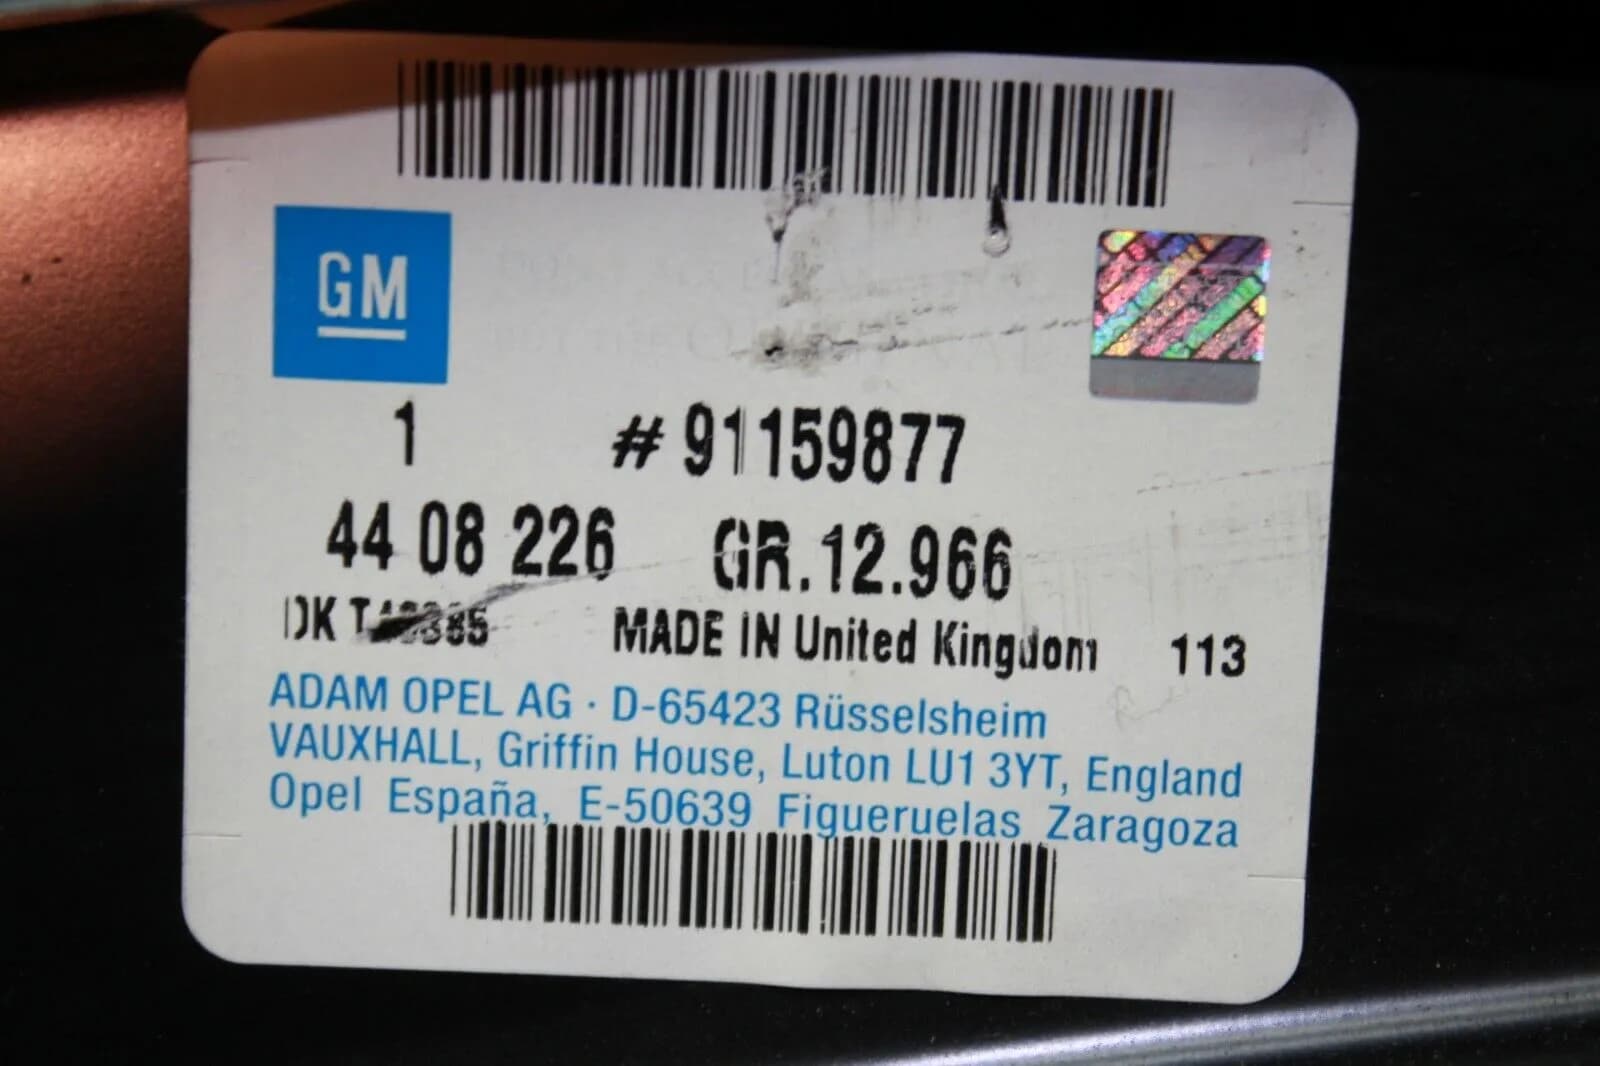 GM
1 # 91159877
44 08 226 GR.12.966
DK MADE IN United Kingdom 113
ADAM OPEL AG · D-65423 Rüsselsheim
VAUXHALL, Griffin House, Luton LU1 3YT, England
Opel España, E-50639 Figueruelas Zaragoza